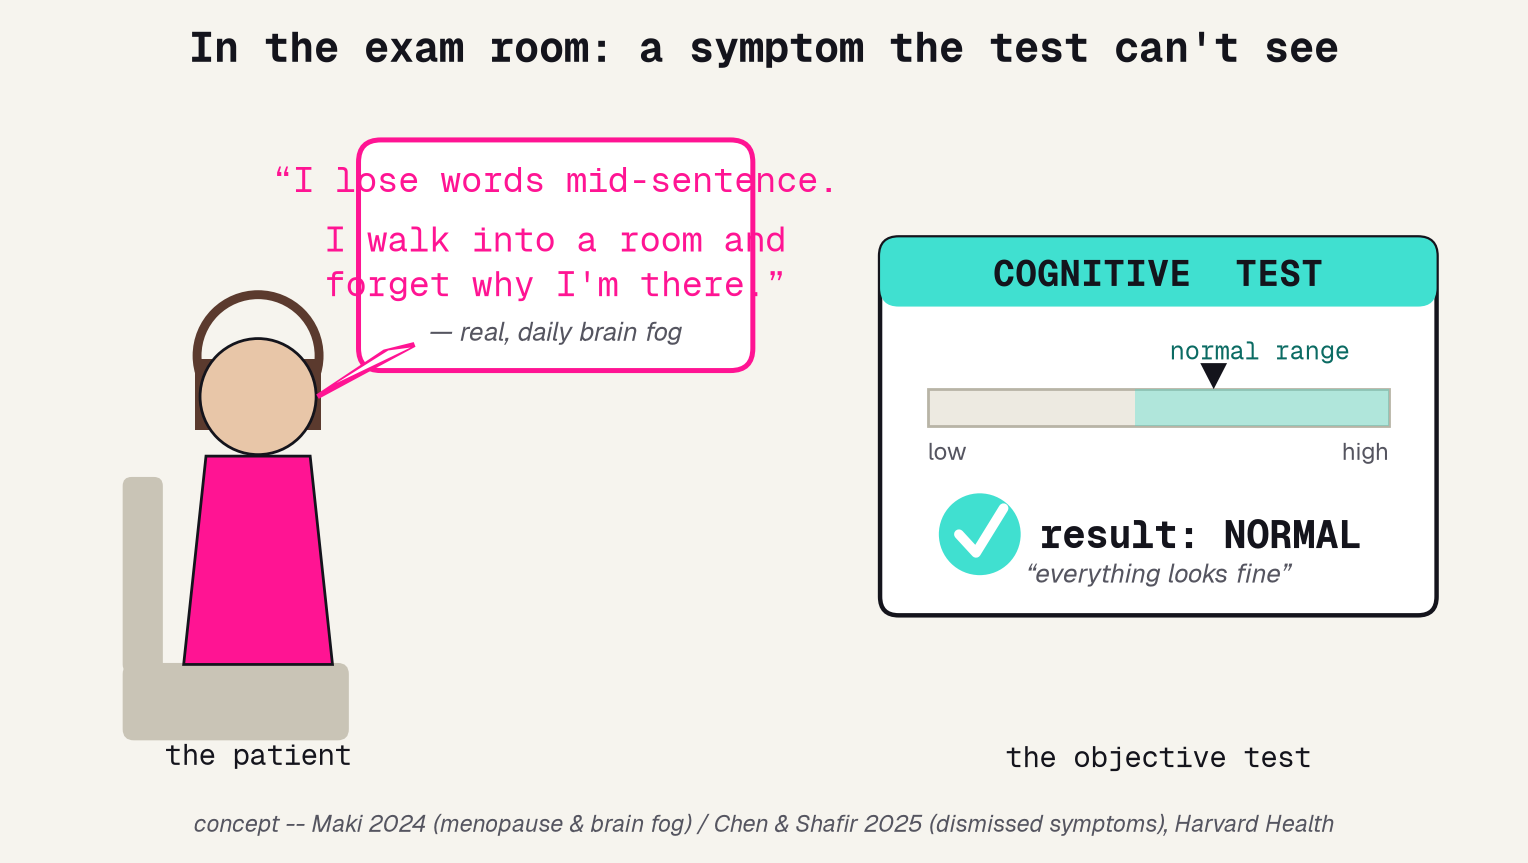 In the exam room: a symptom the test can't see
“I lose words mid-sentence.
I walk into a room and
forget why I'm there.”
— real, daily brain fog
COGNITIVE TEST
normal range
low
high
result: NORMAL
“everything looks fine”
the patient
the objective test
concept -- Maki 2024 (menopause & brain fog) / Chen & Shafir 2025 (dismissed symptoms), Harvard Health